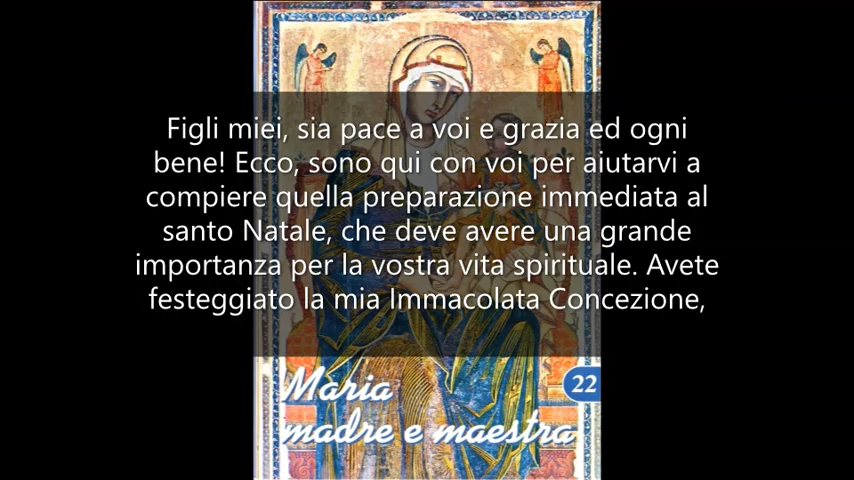 Figli miei, sia pace a voi e grazia ed ogni
bene! Ecco, sono qui con voi per aiutarvi a
compiere quella preparazione immediata al
santo Natale, che deve avere una grande
importanza per la vostra vita spirituale. Avete
festeggiato la mia Immacolata Concezione,
Maria
22
madre e maestra